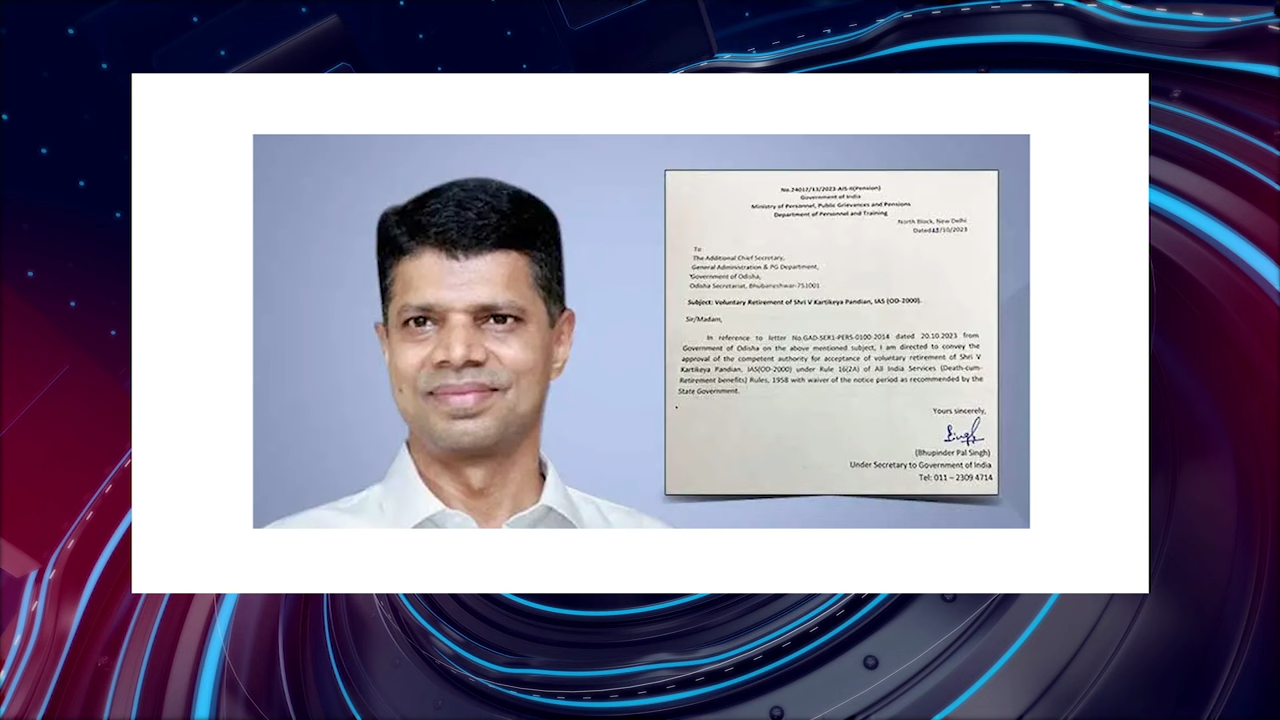 No.24012/13/2023-AIS-II(Pension)
Government of India
Ministry of Personnel, Public Grievances and Pensions
Department of Personnel and Training
North Block, New Delhi
Dated /10/2023
To
The Additional Chief Secretary,
General Administration & PG Department,
Government of Odisha,
Odisha Secretariat, Bhubaneshwar-751001
Subject: Voluntary Retirement of Shri V Kartikeya Pandian, IAS (OD-2000).
Sir/Madam,
In reference to letter No.GAD-SER1-PERS-0100-2014 dated 20.10.2023 from
Government of Odisha on the above mentioned subject, I am directed to convey the
approval of the competent authority for acceptance of voluntary retirement of Shri V
Kartikeya Pandian, IAS(OD-2000) under Rule 16(2A) of All India Services (Death-cum-
Retirement benefits) Rules, 1958 with waiver of the notice period as recommended by the
State Government.
Yours sincerely,
Singh
(Bhupinder Pal Singh)
Under Secretary to Government of India
Tel: 011 – 2309 4714